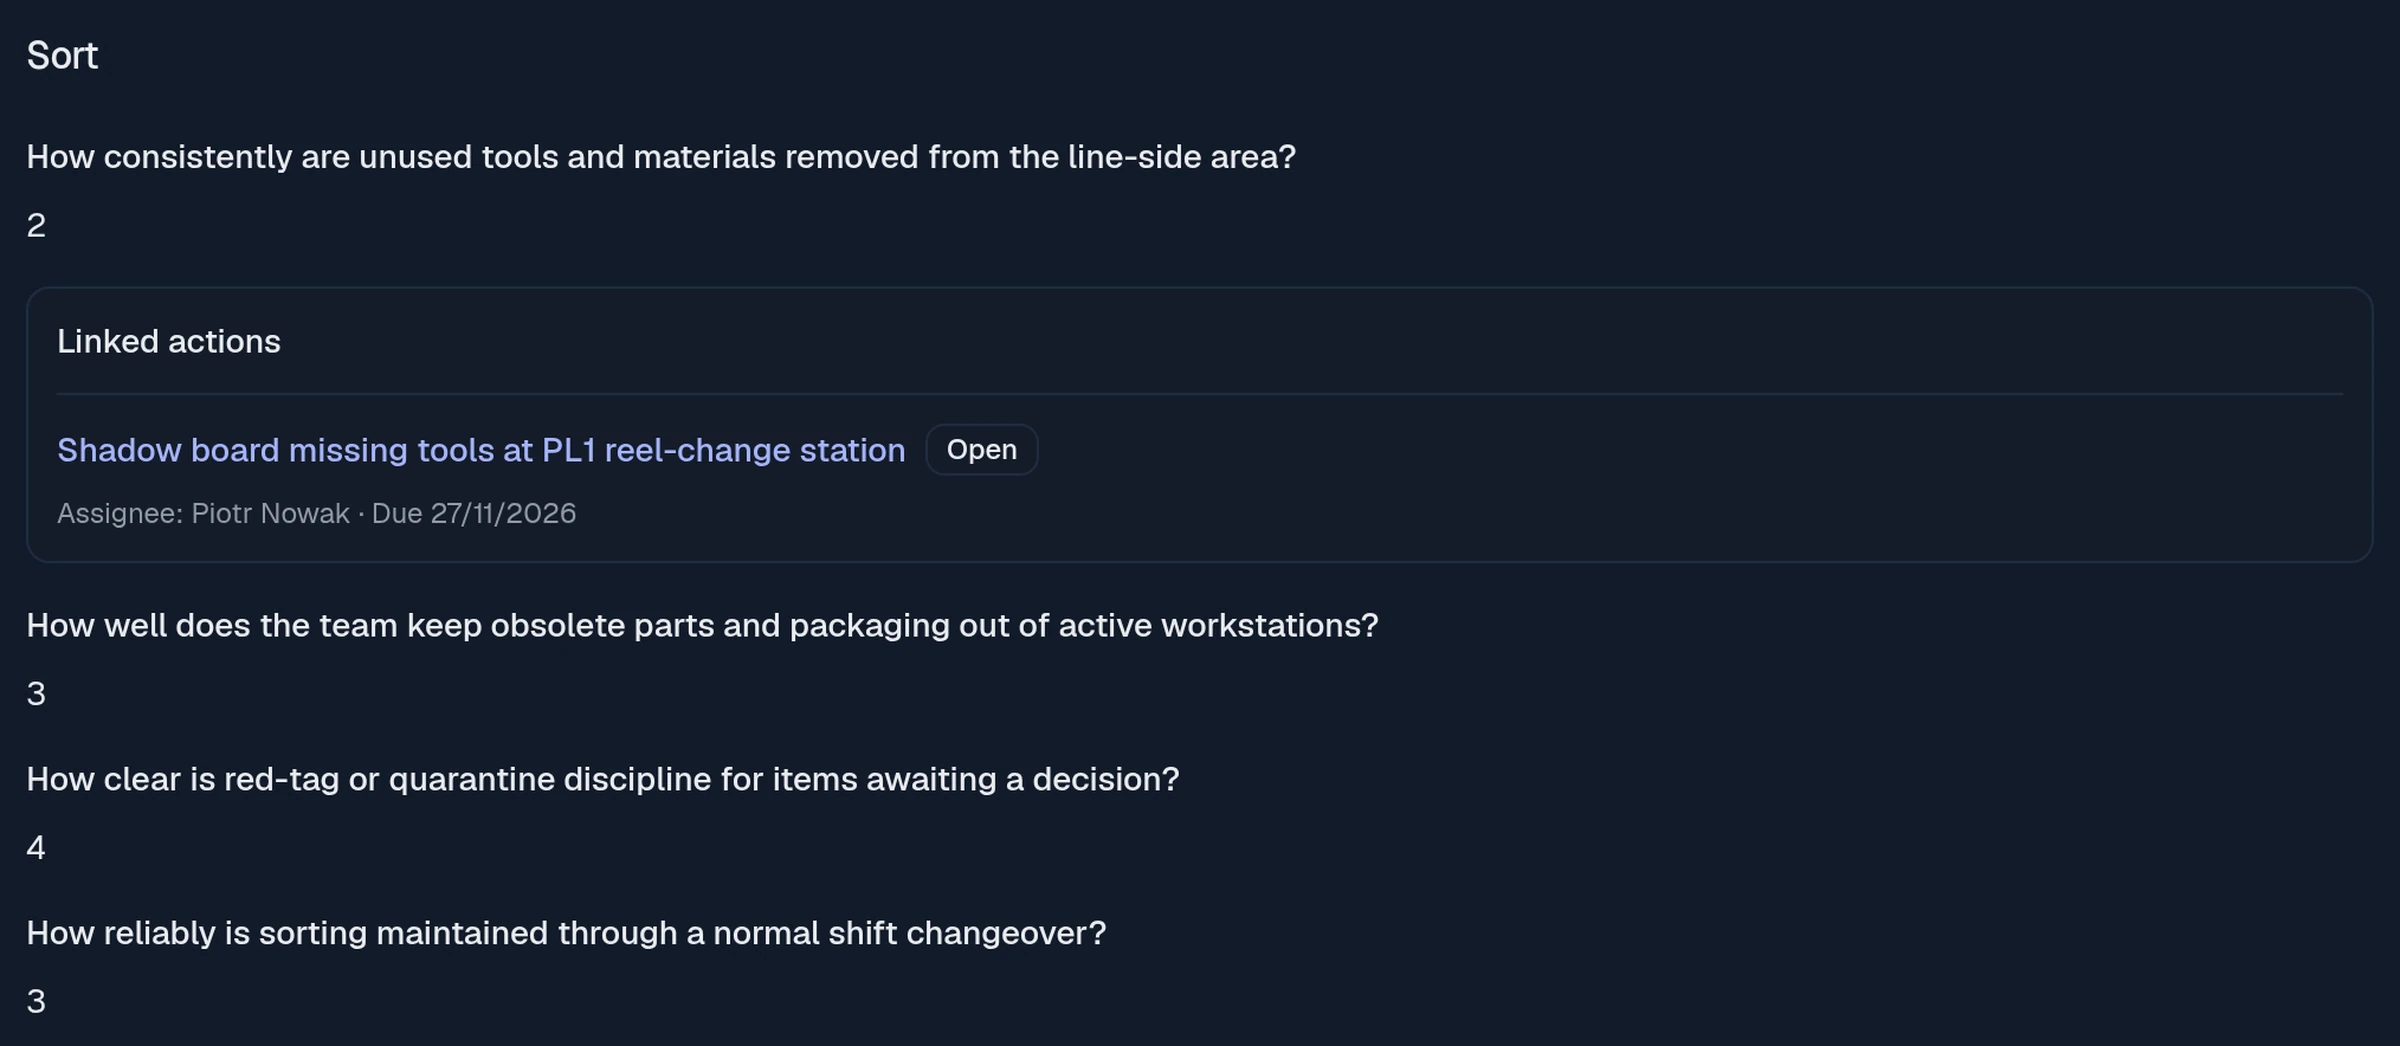 Sort
How consistently are unused tools and materials removed from the line-side area?
2
Linked actions
Shadow board missing tools at PL1 reel-change station Open
Assignee: Piotr Nowak · Due 27/11/2026
How well does the team keep obsolete parts and packaging out of active workstations?
3
How clear is red-tag or quarantine discipline for items awaiting a decision?
4
How reliably is sorting maintained through a normal shift changeover?
3